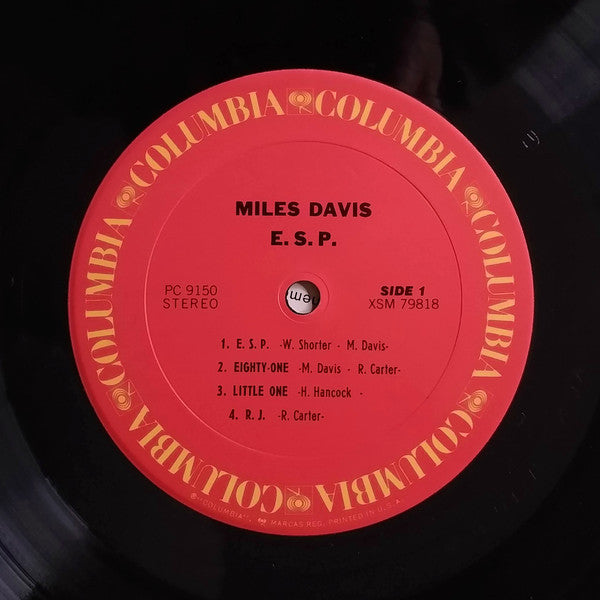 COLUMBIA COLUMBIA COLUMBIA COLUMBIA COLUMBIA COLUMBIA
MILES DAVIS
E. S. P.
PC 9150
STEREO
SIDE 1
XSM 79818
1. E. S. P. -W. Shorter - M. Davis-
2. EIGHTY-ONE -M. Davis - R. Carter-
3. LITTLE ONE -H. Hancock -
4. R. J. -R. Carter-
℗ "COLUMBIA", MARCAS REG. PRINTED IN U.S.A.